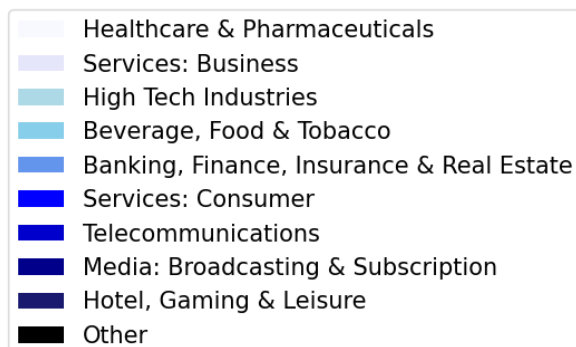 Healthcare & Pharmaceuticals
Services: Business
High Tech Industries
Beverage, Food & Tobacco
Banking, Finance, Insurance & Real Estate
Services: Consumer
Telecommunications
Media: Broadcasting & Subscription
Hotel, Gaming & Leisure
Other